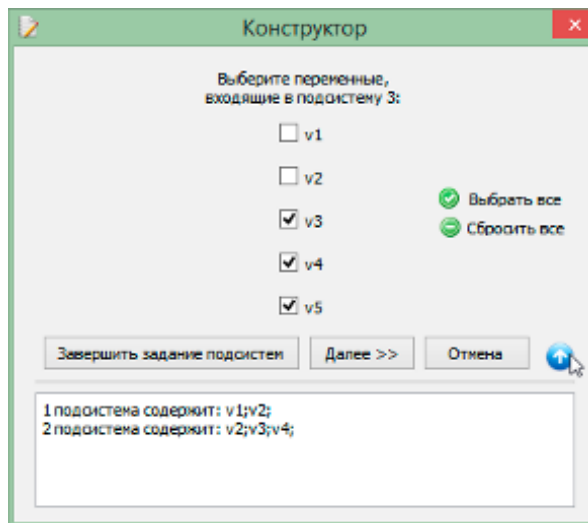 Конструктор
Выберите переменные,
входящие в подсистему 3:
v1
v2
v3
v4
v5
Выбрать все
Сбросить все
Завершить задание подсистем
Далее >>
Отмена
1 подсистема содержит: v1;v2;
2 подсистема содержит: v2;v3;v4;